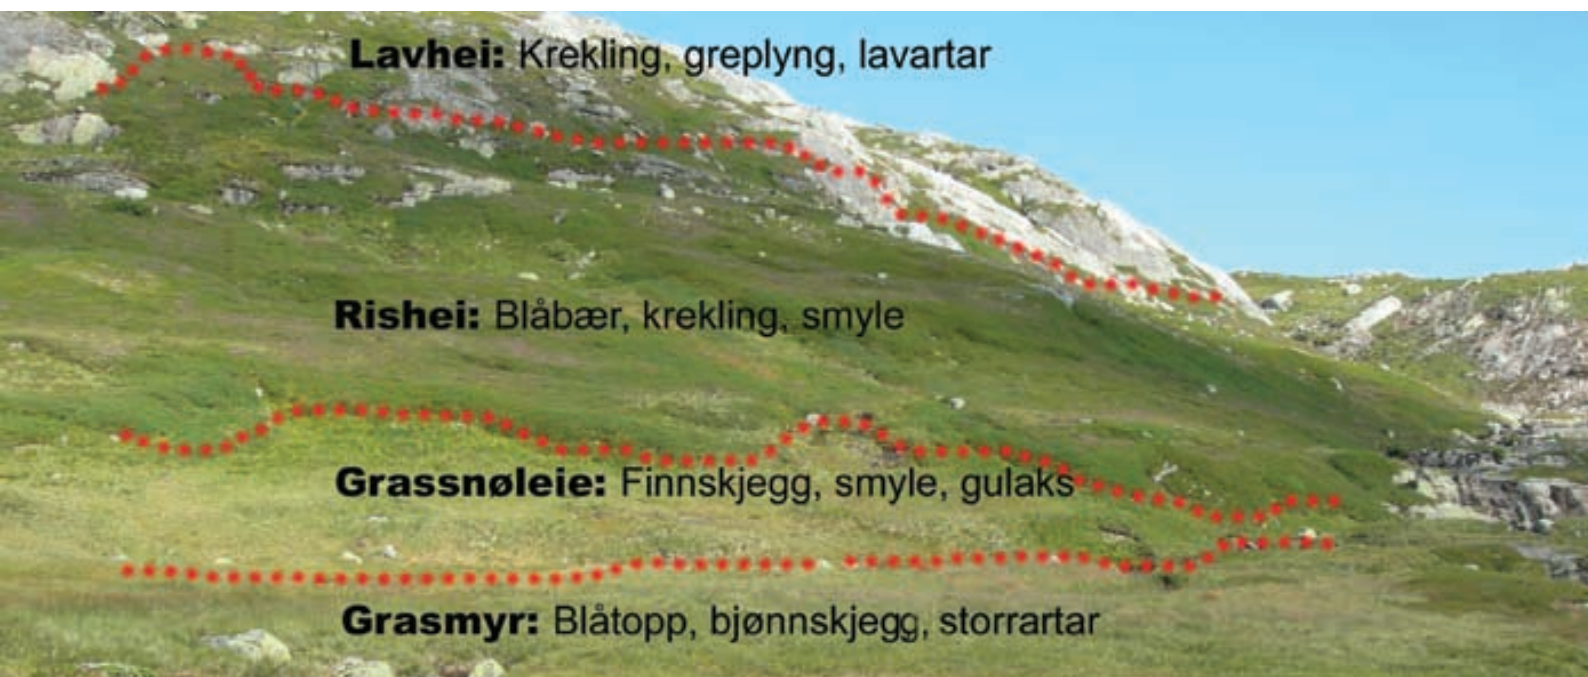 Lavhei: Krekling, greplyng, lavartar
Rishei: Blåbær, krekling, smyle
Grassnøleie: Finnskjegg, smyle, gulaks
Grasmyr: Blåtopp, bjønnskjegg, storrartar